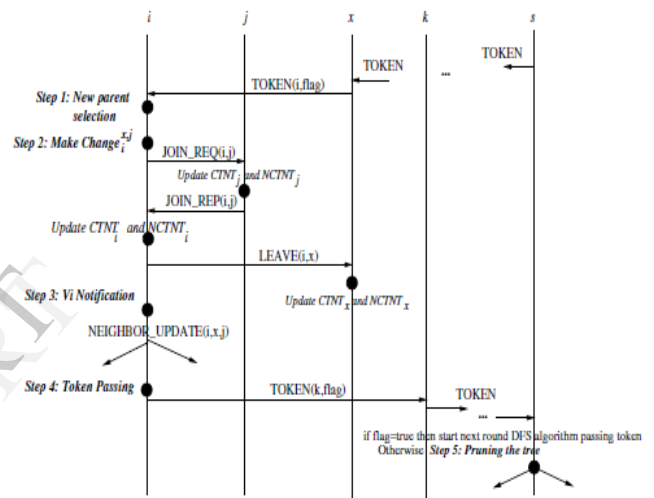 i j x k s
TOKEN
TOKEN
...
TOKEN(i,flag)
Step 1: New parent
selection
Step 2: Make Change i x,j
JOIN_REQ(i,j)
Update CTNT j and NCTNT j
JOIN_REP(i,j)
Update CTNT i and NCTNT i
LEAVE(i,x)
Step 3: Vi Notification
Update CTNT x and NCTNT x
NEIGHBOR_UPDATE(i,x,j)
Step 4: Token Passing
TOKEN(k,flag)
TOKEN
...
if flag=true then start next round DFS algorithm passing token
Otherwise Step 5: Pruning the tree